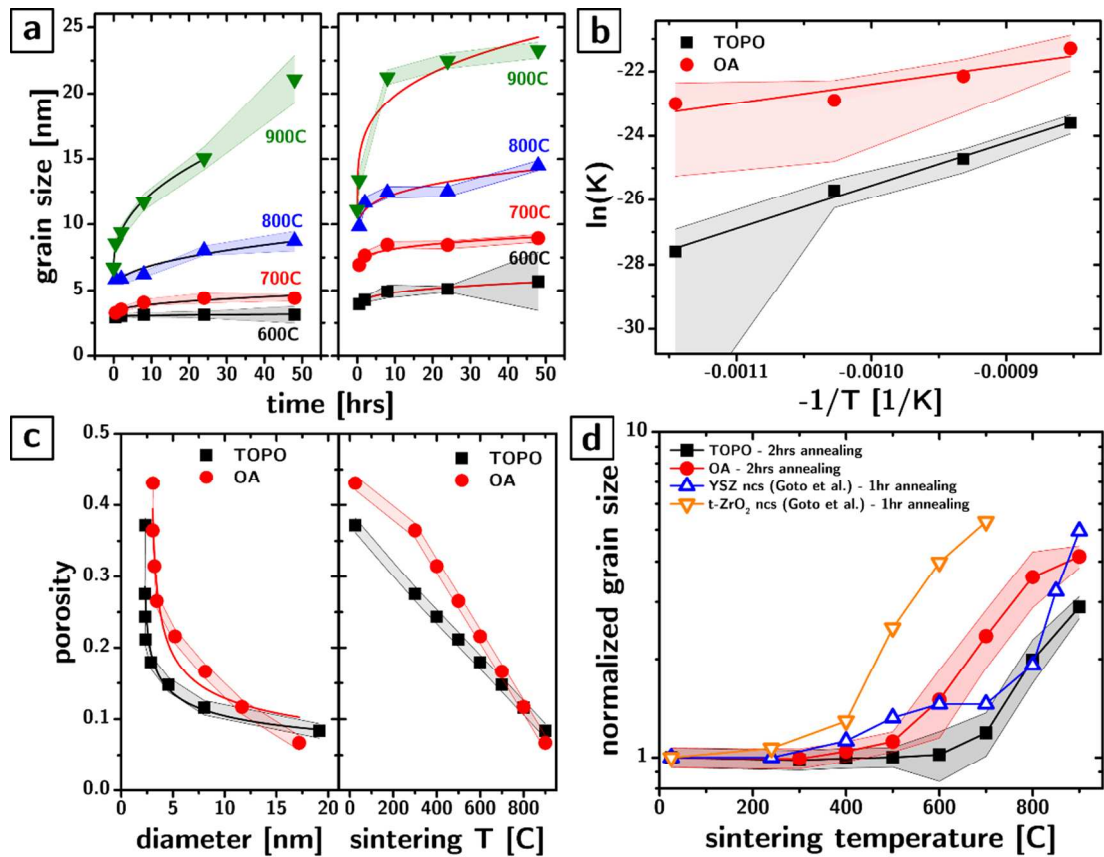 a
grain size [nm]
25
20
15
10
5
0
900C
800C
700C
600C
0 10 20 30 40 50
900C
800C
700C
600C
0 10 20 30 40 50
time [hrs]
b
TOPO
OA
ln(K)
-22
-24
-26
-28
-30
-0.0011 -0.0010 -0.0009
-1/T [1/K]
c
porosity
0.5
0.4
0.3
0.2
0.1
0.0
TOPO
OA
0 5 10 15 20
diameter [nm]
TOPO
OA
0 200 400 600 800
sintering T [C]
d
normalized grain size
10
1
TOPO - 2hrs annealing
OA - 2hrs annealing
YSZ ncs (Goto et al.) - 1hr annealing
t-ZrO₂ ncs (Goto et al.) - 1hr annealing
0 200 400 600 800
sintering temperature [C]